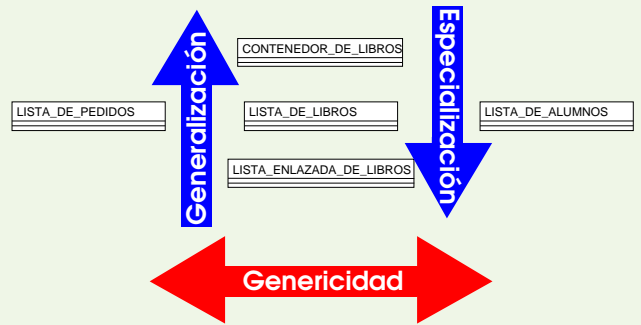 CONTENEDOR_DE_LIBROS
LISTA_DE_PEDIDOS
Generalización
LISTA_DE_LIBROS
Especialización
LISTA_DE_ALUMNOS
LISTA_ENLAZADA_DE_LIBROS
Genericidad